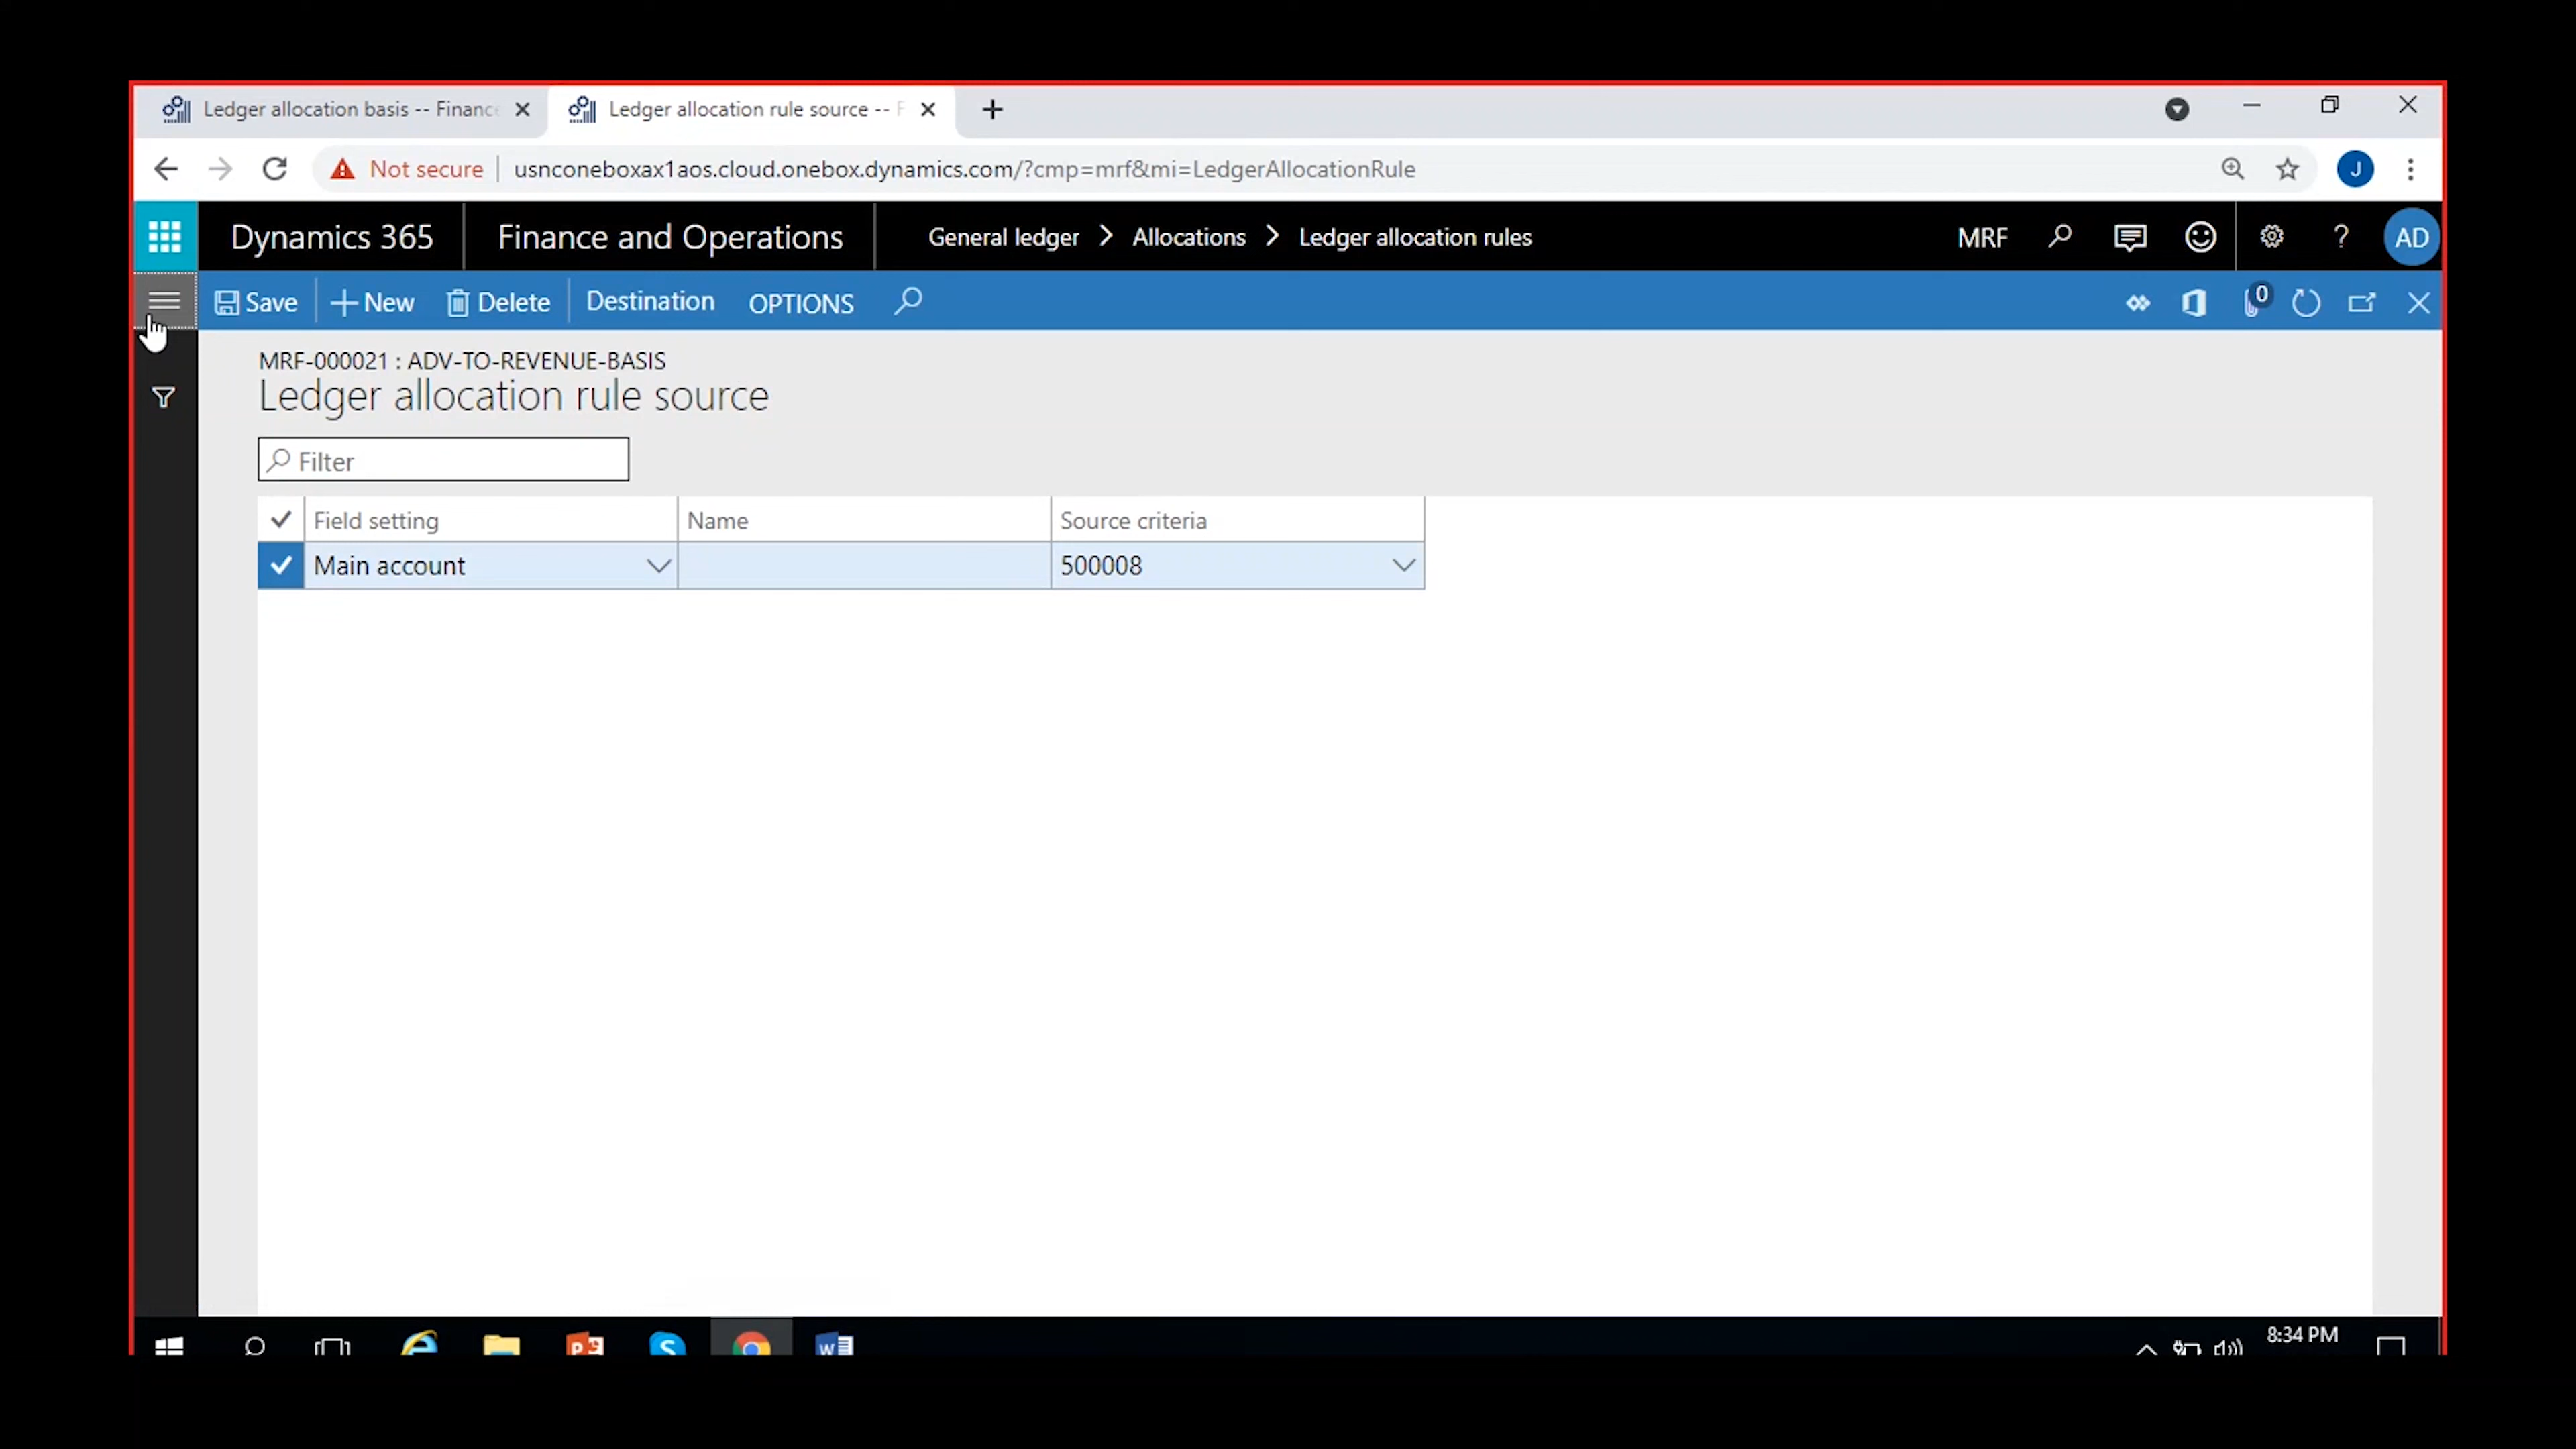 Ledger allocation basis -- Finance
Ledger allocation rule source -- F
Not secure
usnconeboxax1aos.cloud.onebox.dynamics.com/?cmp=mrf&mi=LedgerAllocationRule
J
Dynamics 365
Finance and Operations
General ledger > Allocations > Ledger allocation rules
MRF
?
AD
Save
+ New
Delete
Destination
OPTIONS
0
MRF-000021 : ADV-TO-REVENUE-BASIS
Ledger allocation rule source
Filter
Field setting
Name
Source criteria
Main account
500008
8:34 PM